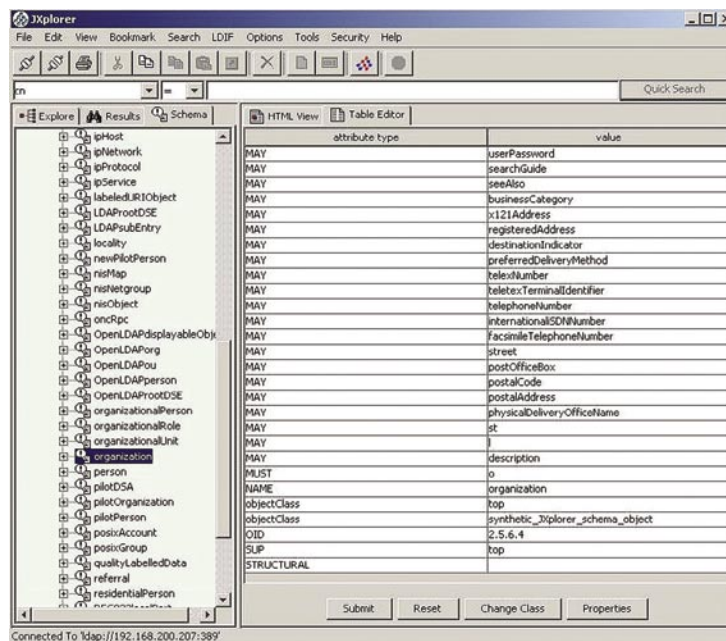 JXplorer
File Edit View Bookmark Search LDIF Options Tools Security Help
cn = Quick Search
Explore Results Schema
HTML View Table Editor
ipHost
ipNetwork
ipProtocol
ipService
labeledURIObject
LDAProotDSE
LDAPsubEntry
locality
newPilotPerson
nisMap
nisNetgroup
nisObject
oncRpc
OpenLDAPdisplayableObje
OpenLDAPorg
OpenLDAPou
OpenLDAPperson
OpenLDAProotDSE
organizationalPerson
organizationalRole
organizationalUnit
organization
person
pilotDSA
pilotOrganization
pilotPerson
posixAccount
posixGroup
qualityLabelledData
referral
residentialPerson
attribute type value
MAY userPassword
MAY searchGuide
MAY seeAlso
MAY businessCategory
MAY x121Address
MAY registeredAddress
MAY destinationIndicator
MAY preferredDeliveryMethod
MAY telexNumber
MAY teletexTerminalIdentifier
MAY telephoneNumber
MAY internationaliSDNNumber
MAY facsimileTelephoneNumber
MAY street
MAY postOfficeBox
MAY postalCode
MAY postalAddress
MAY physicalDeliveryOfficeName
MAY st
MAY l
MAY description
MUST o
NAME organization
objectClass top
objectClass synthetic_JXplorer_schema_object
OID 2.5.6.4
SUP top
STRUCTURAL
Submit Reset Change Class Properties
Connected To 'ldap://192.168.200.207:389'